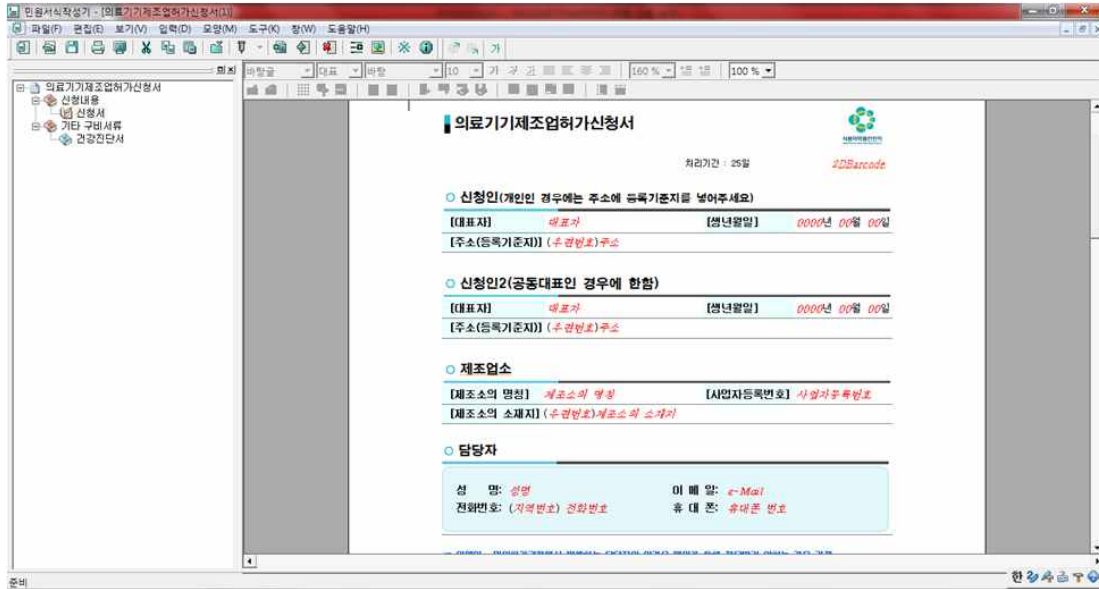 민원서식작성기 - [의료기기제조업허가신청서(1)]
파일(F) 편집(E) 보기(V) 입력(D) 모양(M) 도구(K) 창(W) 도움말(H)
바탕글 대표 바탕 10 가 160 % 100 %
의료기기제조업허가신청서
신청내용
신청서
기타 구비서류
건강진단서
의료기기제조업허가신청서
처리기간 : 25일 2DBarcode
신청인(개인인 경우에는 주소에 등록기준지를 넣어주세요)
[대표자] 대표자 [생년월일] 0000년 00월 00일
[주소(등록기준지)] (우편번호)주소
신청인2(공동대표인 경우에 한함)
[대표자] 대표자 [생년월일] 0000년 00월 00일
[주소(등록기준지)] (우편번호)주소
제조업소
[제조소의 명칭] 제조소의 명칭 [사업자등록번호] 사업자등록번호
[제조소의 소재지] (우편번호)제조소의 소재지
담당자
성 명: 성명 이 메 일: e-Mail
전화번호: (지역번호) 전화번호 휴 대 폰: 휴대폰 번호
준비
한